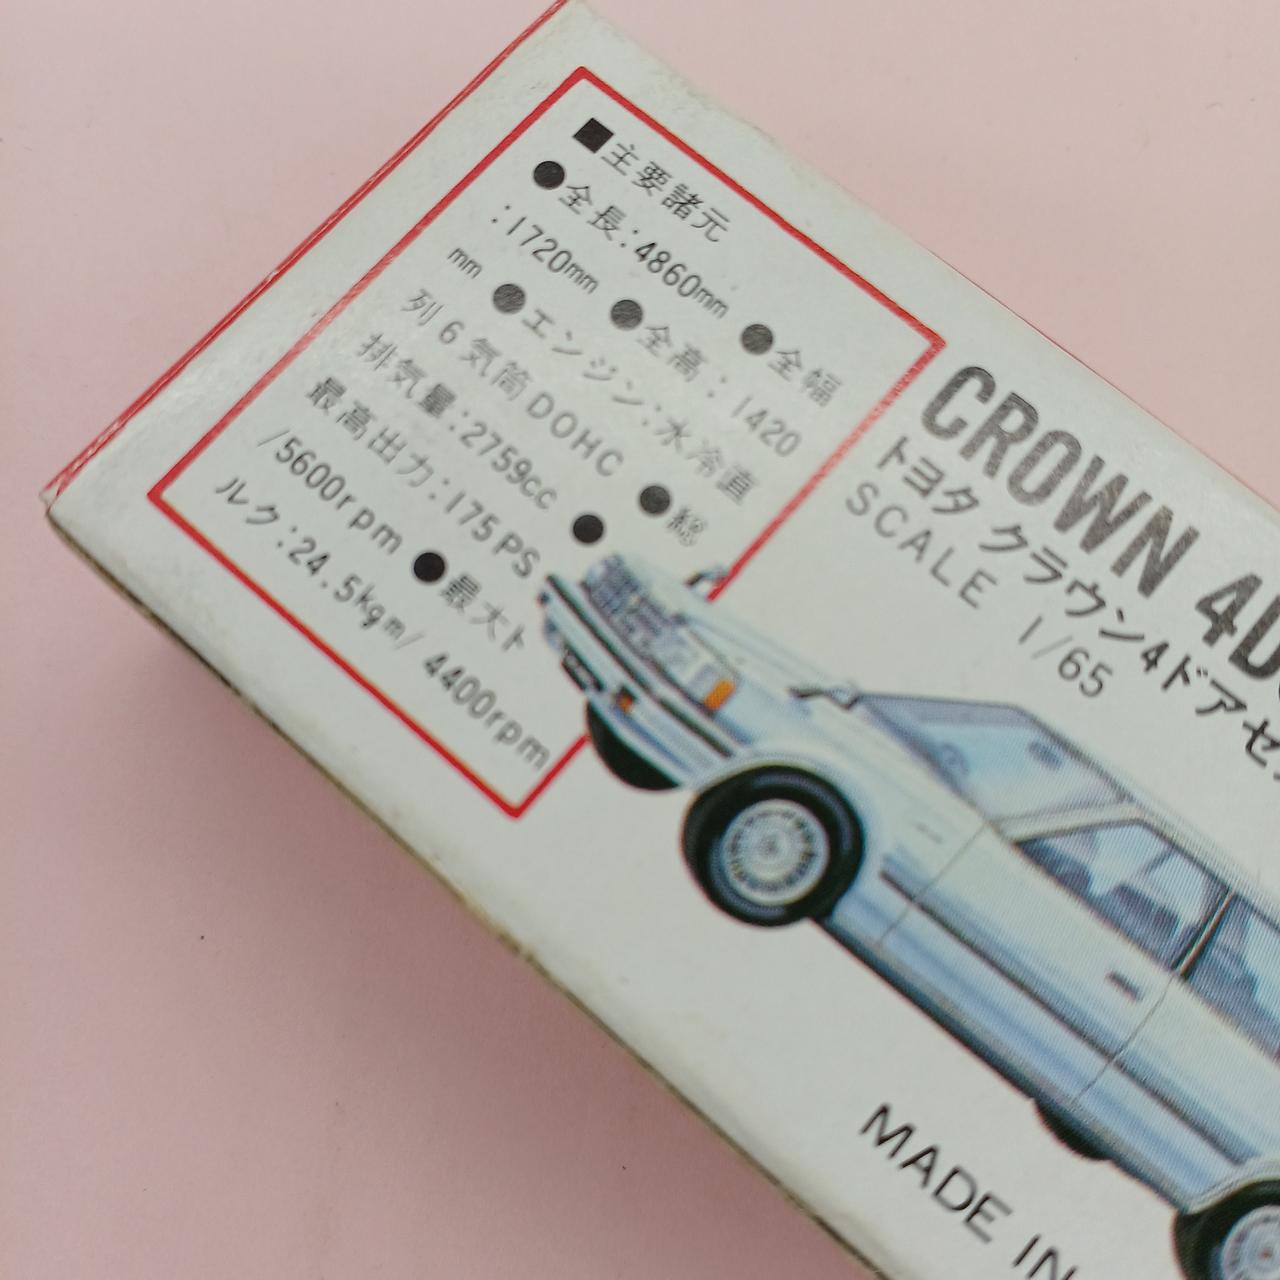 ■主要諸元
●全長:4860mm ●全幅
:1720mm ●全高:1420
mm ●エンジン:水冷直
列6気筒DOHC ●総
排気量:2759cc ●
最高出力:175PS
/5600rpm ●最大ト
ルク:24.5kgm/4400rpm
CROWN 4D
トヨタ クラウン4ドアセ
SCALE 1/65
MADE IN